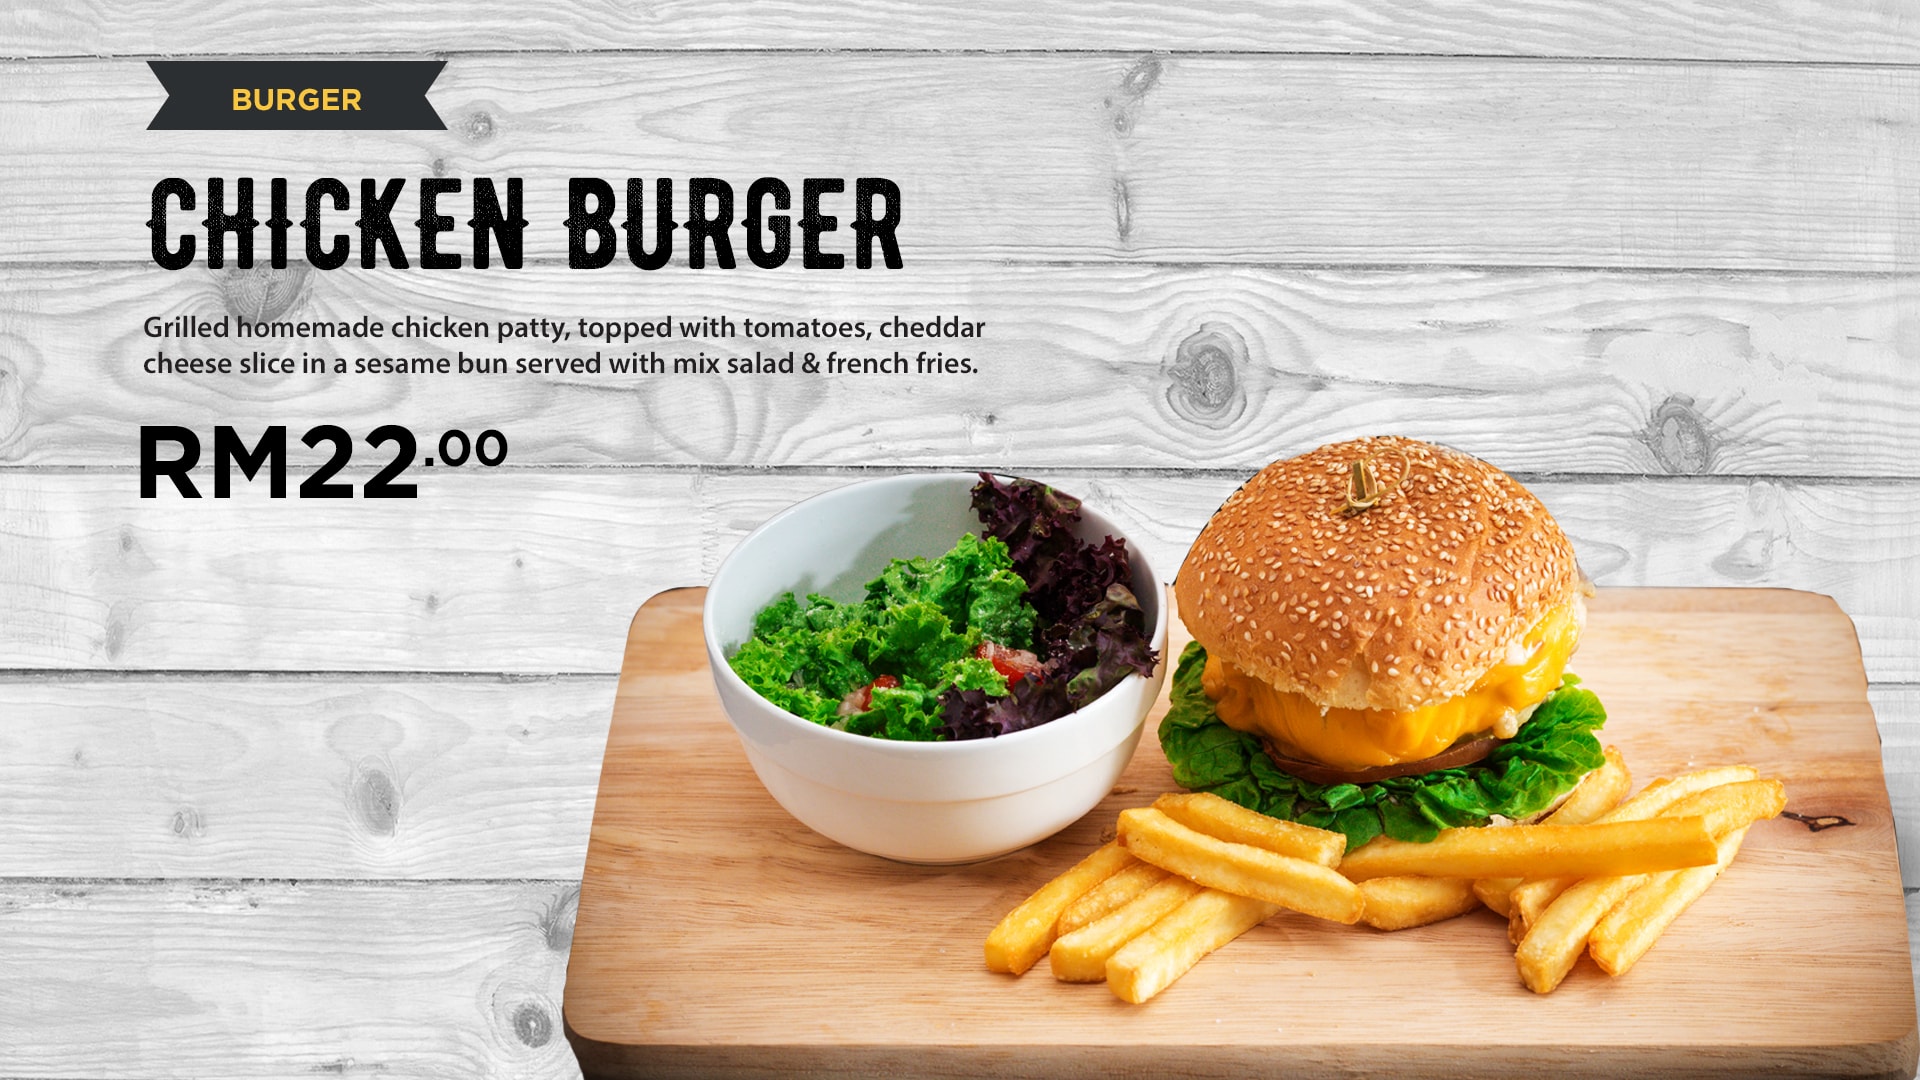 BURGER
CHICKEN BURGER
Grilled homemade chicken patty, topped with tomatoes, cheddar
cheese slice in a sesame bun served with mix salad & french fries.
RM22.00